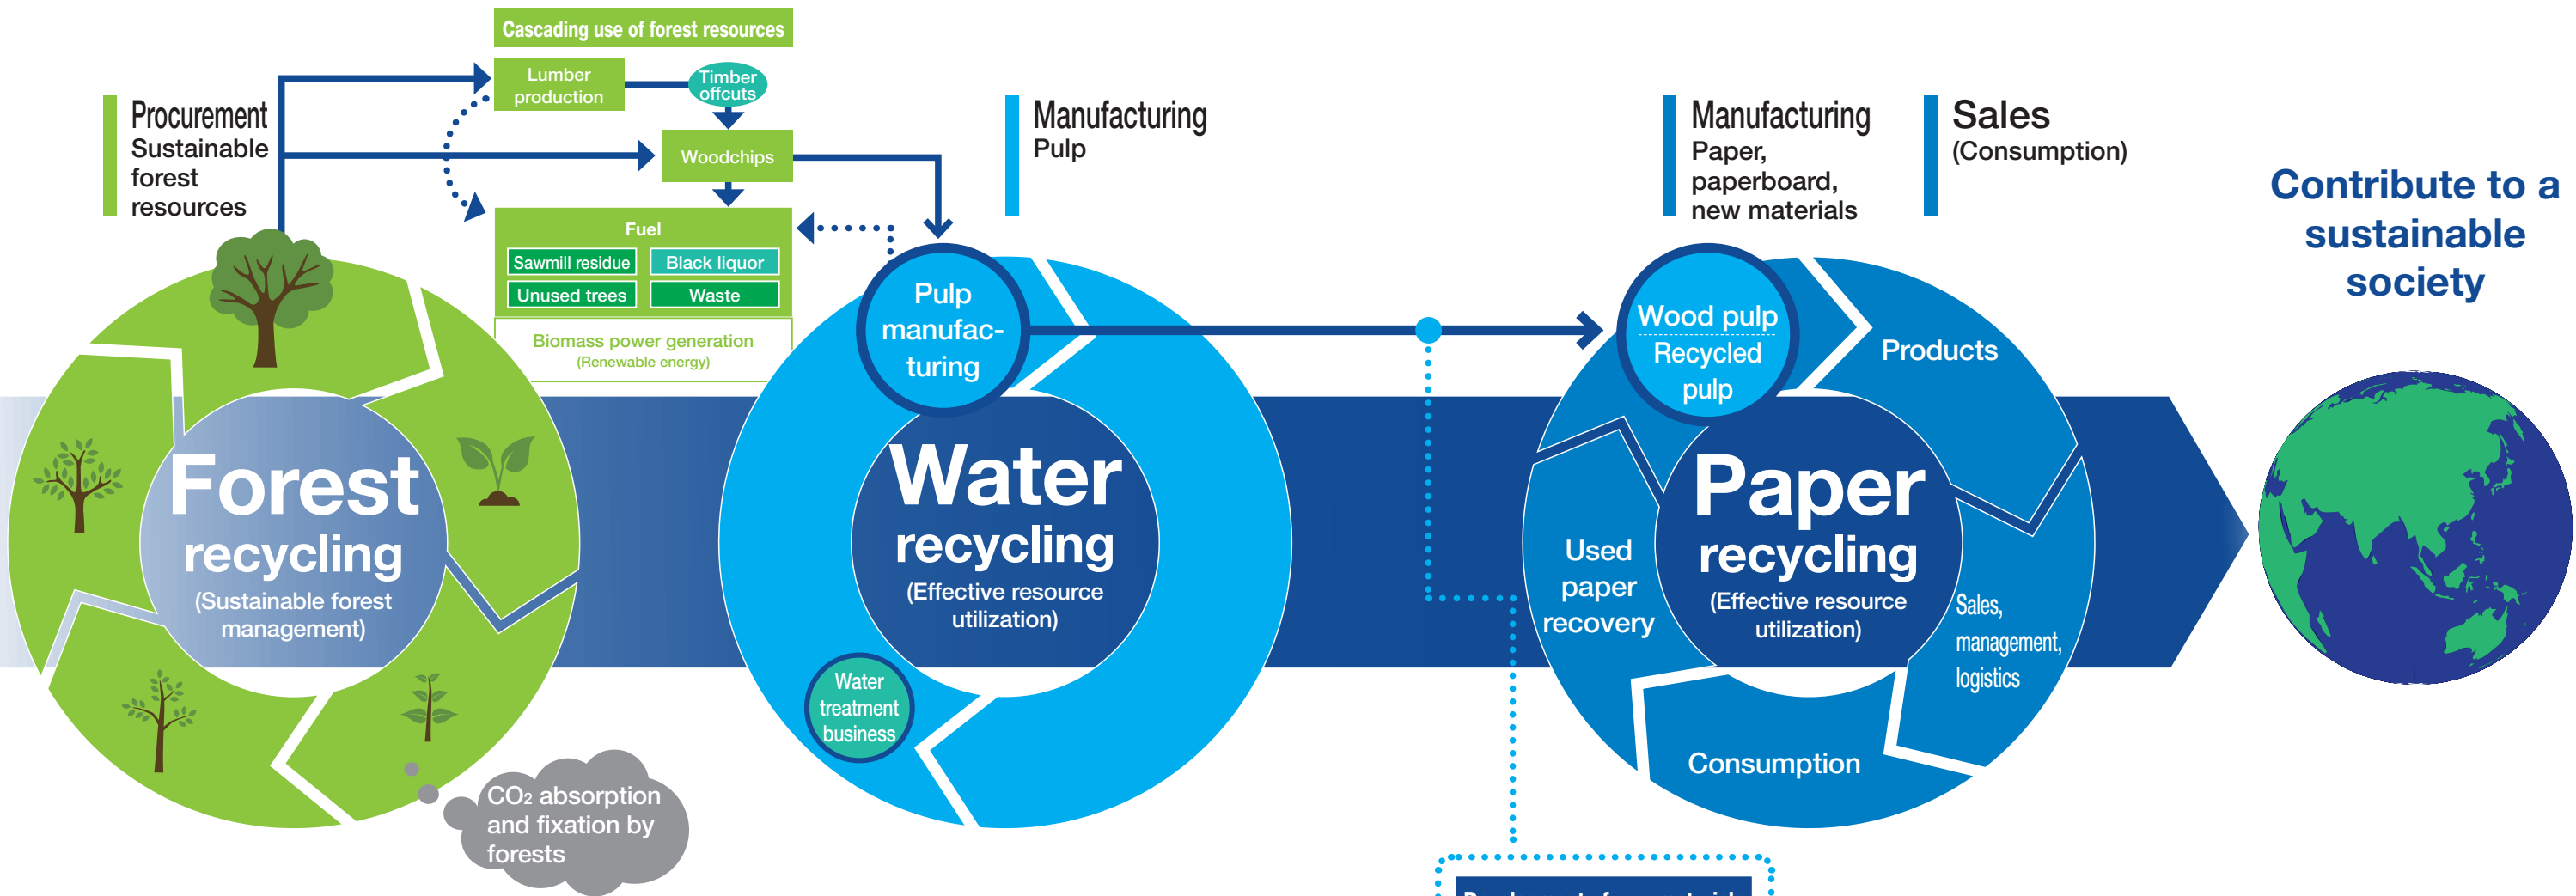 Cascading use of forest resources
Lumber
production
Timber
offcuts
Woodchips
Fuel
Sawmill residue
Black liquor
Unused trees
Waste
Biomass power generation
(Renewable energy)
Procurement
Sustainable
forest
resources
Manufacturing
Pulp
Manufacturing
Paper,
paperboard,
new materials
Sales
(Consumption)
Contribute to a
sustainable
society
Pulp
manufac-
turing
Wood pulp
Recycled
pulp
Products
Forest
recycling
(Sustainable forest
management)
Water
recycling
(Effective resource
utilization)
Paper
recycling
(Effective resource
utilization)
Used
paper
recovery
Sales,
management,
logistics
Water
treatment
business
Consumption
CO2 absorption
and fixation by
forests